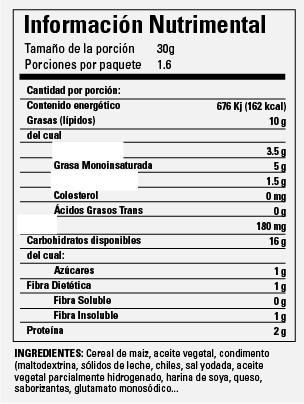 Información Nutrimental
Tamaño de la porción 30g
Porciones por paquete 1.6
Cantidad por porción:
Contenido energético 676 Kj (162 kcal)
Grasas (lípidos) 10 g
del cual
3.5 g
Grasa Monoinsaturada 5 g
1.5 g
Colesterol 0 mg
Ácidos Grasos Trans 0 g
180 mg
Carbohidratos disponibles 16 g
del cual:
Azúcares 1 g
Fibra Dietética 1 g
Fibra Soluble 0 g
Fibra Insoluble 1 g
Proteína 2 g
INGREDIENTES: Cereal de maiz, aceite vegetal, condimento
(maltodextrina, sólidos de leche, chiles, sal yodada, aceite
vegetal parcialmente hidrogenado, harina de soya, queso,
saborizantes, glutamato monosódico...